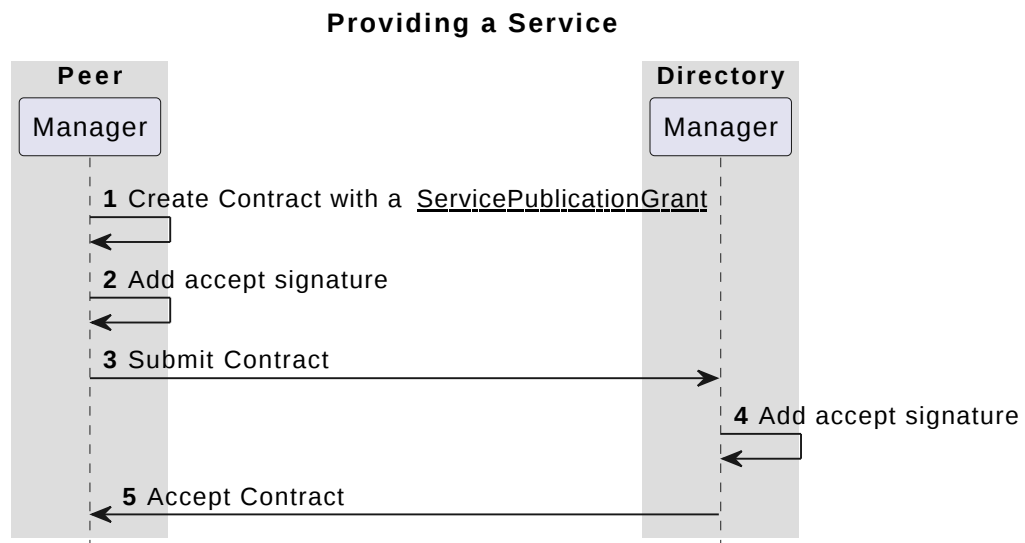 Providing a Service
Peer Directory
Manager Manager
1 Create Contract with a ServicePublicationGrant
2 Add accept signature
3 Submit Contract
4 Add accept signature
5 Accept Contract